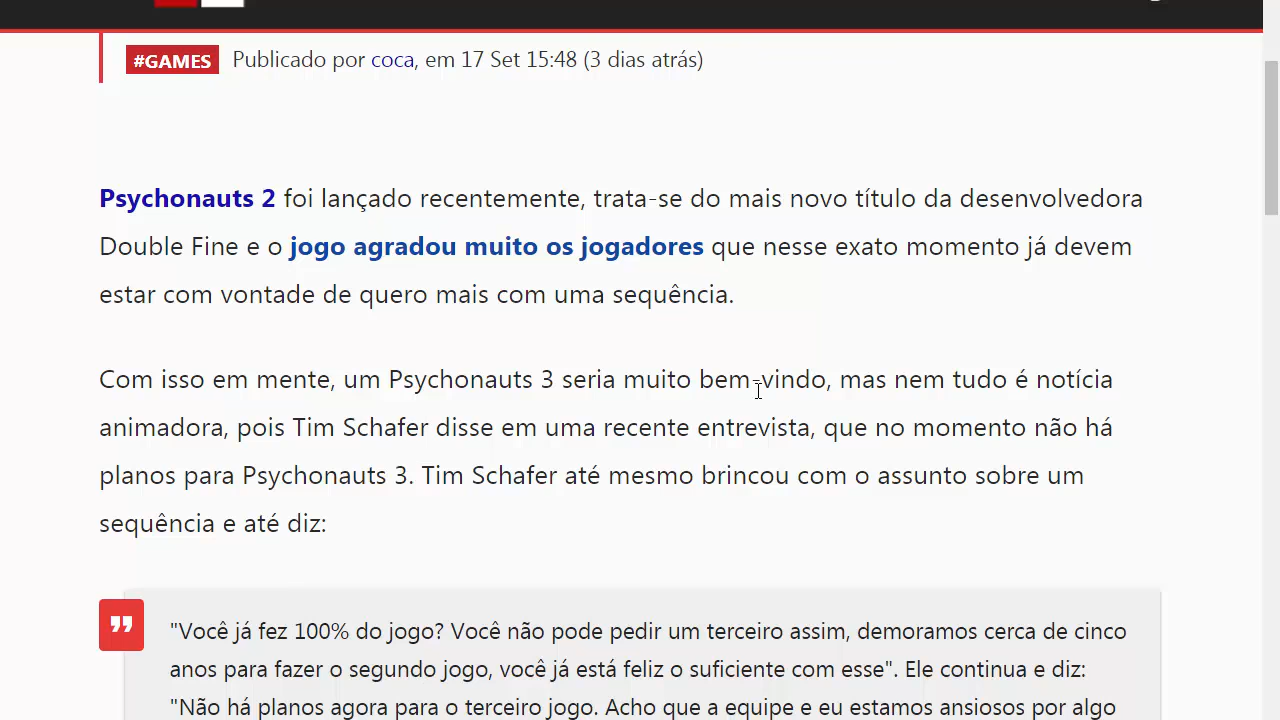 #GAMES Publicado por coca, em 17 Set 15:48 (3 dias atrás)
Psychonauts 2 foi lançado recentemente, trata-se do mais novo título da desenvolvedora
Double Fine e o jogo agradou muito os jogadores que nesse exato momento já devem
estar com vontade de quero mais com uma sequência.
Com isso em mente, um Psychonauts 3 seria muito bem-vindo, mas nem tudo é notícia
animadora, pois Tim Schafer disse em uma recente entrevista, que no momento não há
planos para Psychonauts 3. Tim Schafer até mesmo brincou com o assunto sobre um
sequência e até diz:
"Você já fez 100% do jogo? Você não pode pedir um terceiro assim, demoramos cerca de cinco
anos para fazer o segundo jogo, você já está feliz o suficiente com esse". Ele continua e diz:
"Não há planos agora para o terceiro jogo. Acho que a equipe e eu estamos ansiosos por algo